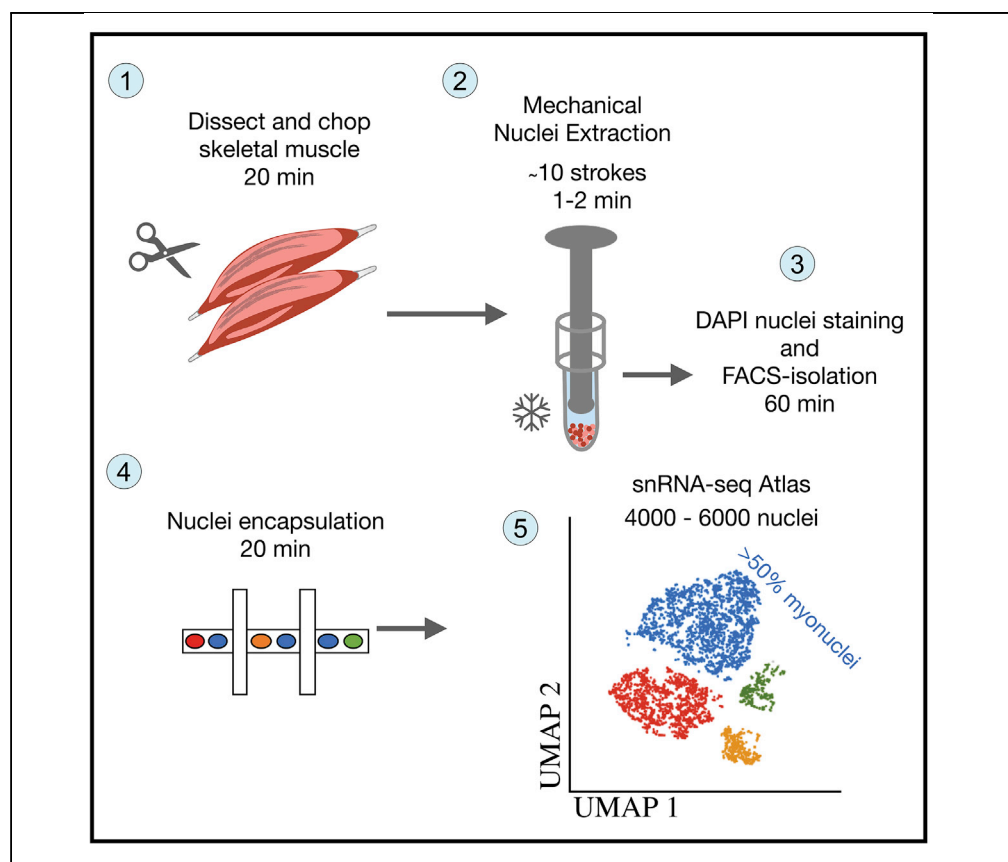 1
Dissect and chop
skeletal muscle
20 min
2
Mechanical
Nuclei Extraction
~10 strokes
1-2 min
3
DAPI nuclei staining
and
FACS-isolation
60 min
4
Nuclei encapsulation
20 min
5
snRNA-seq Atlas
4000 - 6000 nuclei
>50% myonuclei
UMAP 2
UMAP 1